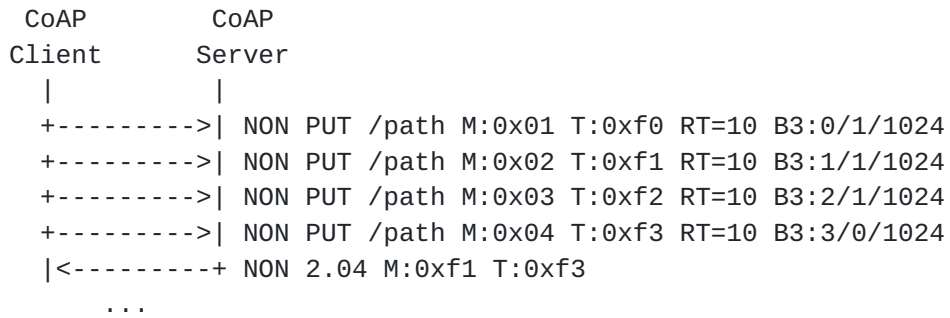 CoAP        CoAP
Client      Server
  |          |
  +--------->| NON PUT /path M:0x01 T:0xf0 RT=10 B3:0/1/1024
  +--------->| NON PUT /path M:0x02 T:0xf1 RT=10 B3:1/1/1024
  +--------->| NON PUT /path M:0x03 T:0xf2 RT=10 B3:2/1/1024
  +--------->| NON PUT /path M:0x04 T:0xf3 RT=10 B3:3/0/1024
  |<---------+ NON 2.04 M:0xf1 T:0xf3
     ...